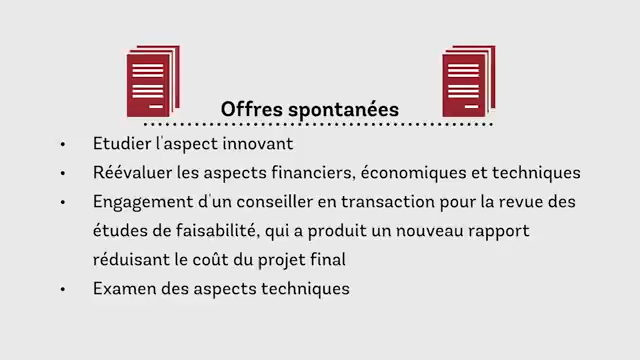 Offres spontanées
• Etudier l'aspect innovant
• Réévaluer les aspects financiers, économiques et techniques
• Engagement d'un conseiller en transaction pour la revue des
études de faisabilité, qui a produit un nouveau rapport
réduisant le coût du projet final
• Examen des aspects techniques